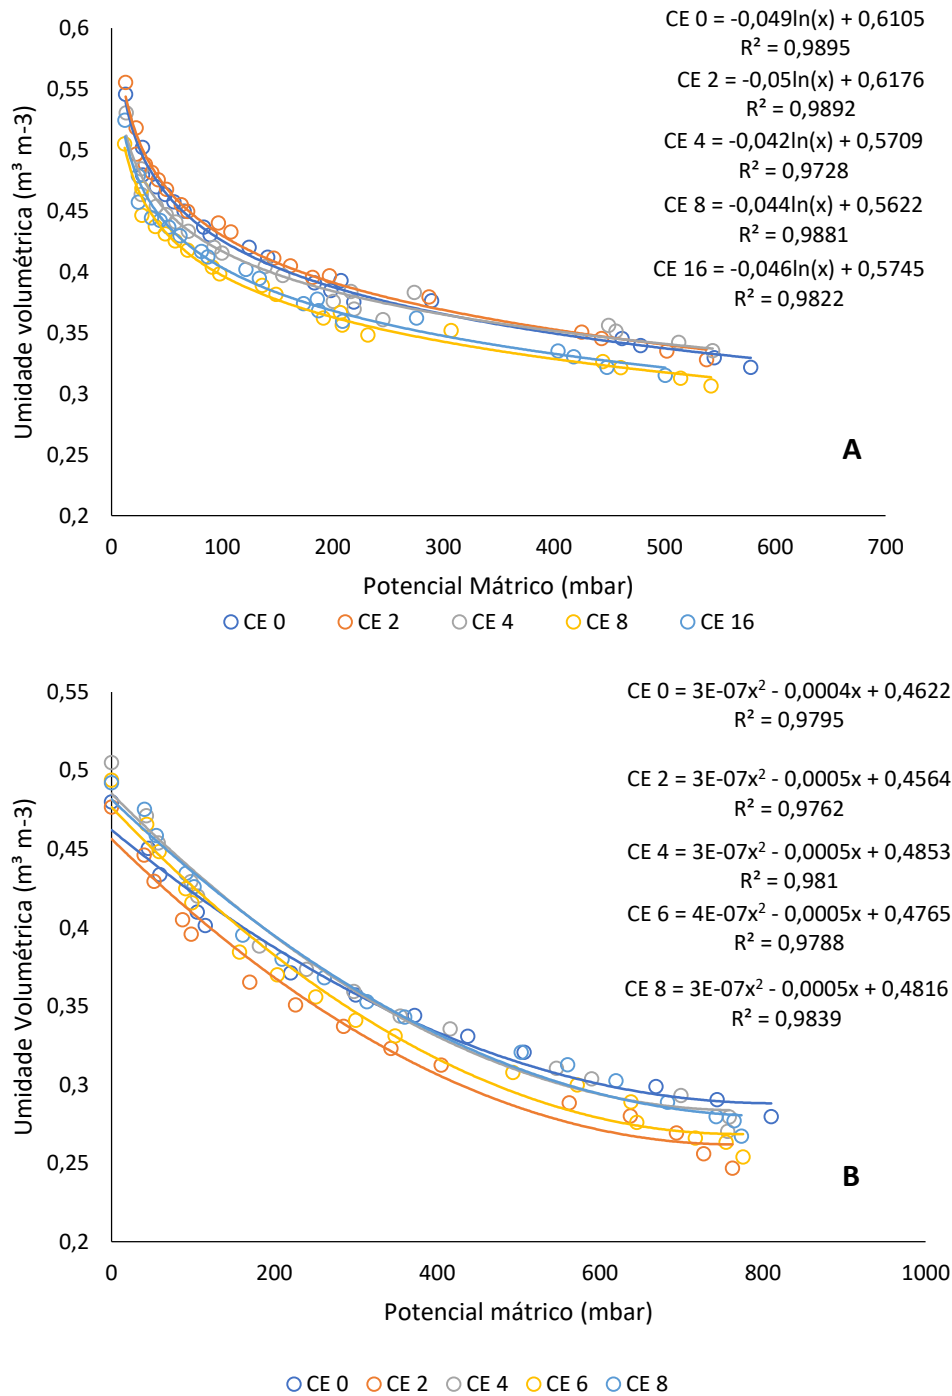 CE 0 = -0,049ln(x) + 0,6105
R² = 0,9895
CE 2 = -0,05ln(x) + 0,6176
R² = 0,9892
CE 4 = -0,042ln(x) + 0,5709
R² = 0,9728
CE 8 = -0,044ln(x) + 0,5622
R² = 0,9881
CE 16 = -0,046ln(x) + 0,5745
R² = 0,9822
0,6
0,55
0,5
0,45
0,4
0,35
0,3
0,25
0,2
Umidade volumétrica (m³ m-3)
A
0 100 200 300 400 500 600 700
Potencial Mátrico (mbar)
CE 0 CE 2 CE 4 CE 8 CE 16
CE 0 = 3E-07x² - 0,0004x + 0,4622
R² = 0,9795
CE 2 = 3E-07x² - 0,0005x + 0,4564
R² = 0,9762
CE 4 = 3E-07x² - 0,0005x + 0,4853
R² = 0,981
CE 6 = 4E-07x² - 0,0005x + 0,4765
R² = 0,9788
CE 8 = 3E-07x² - 0,0005x + 0,4816
R² = 0,9839
0,55
0,5
0,45
0,4
0,35
0,3
0,25
0,2
Umidade Volumétrica (m³ m-3)
B
0 200 400 600 800 1000
Potencial mátrico (mbar)
CE 0 CE 2 CE 4 CE 6 CE 8